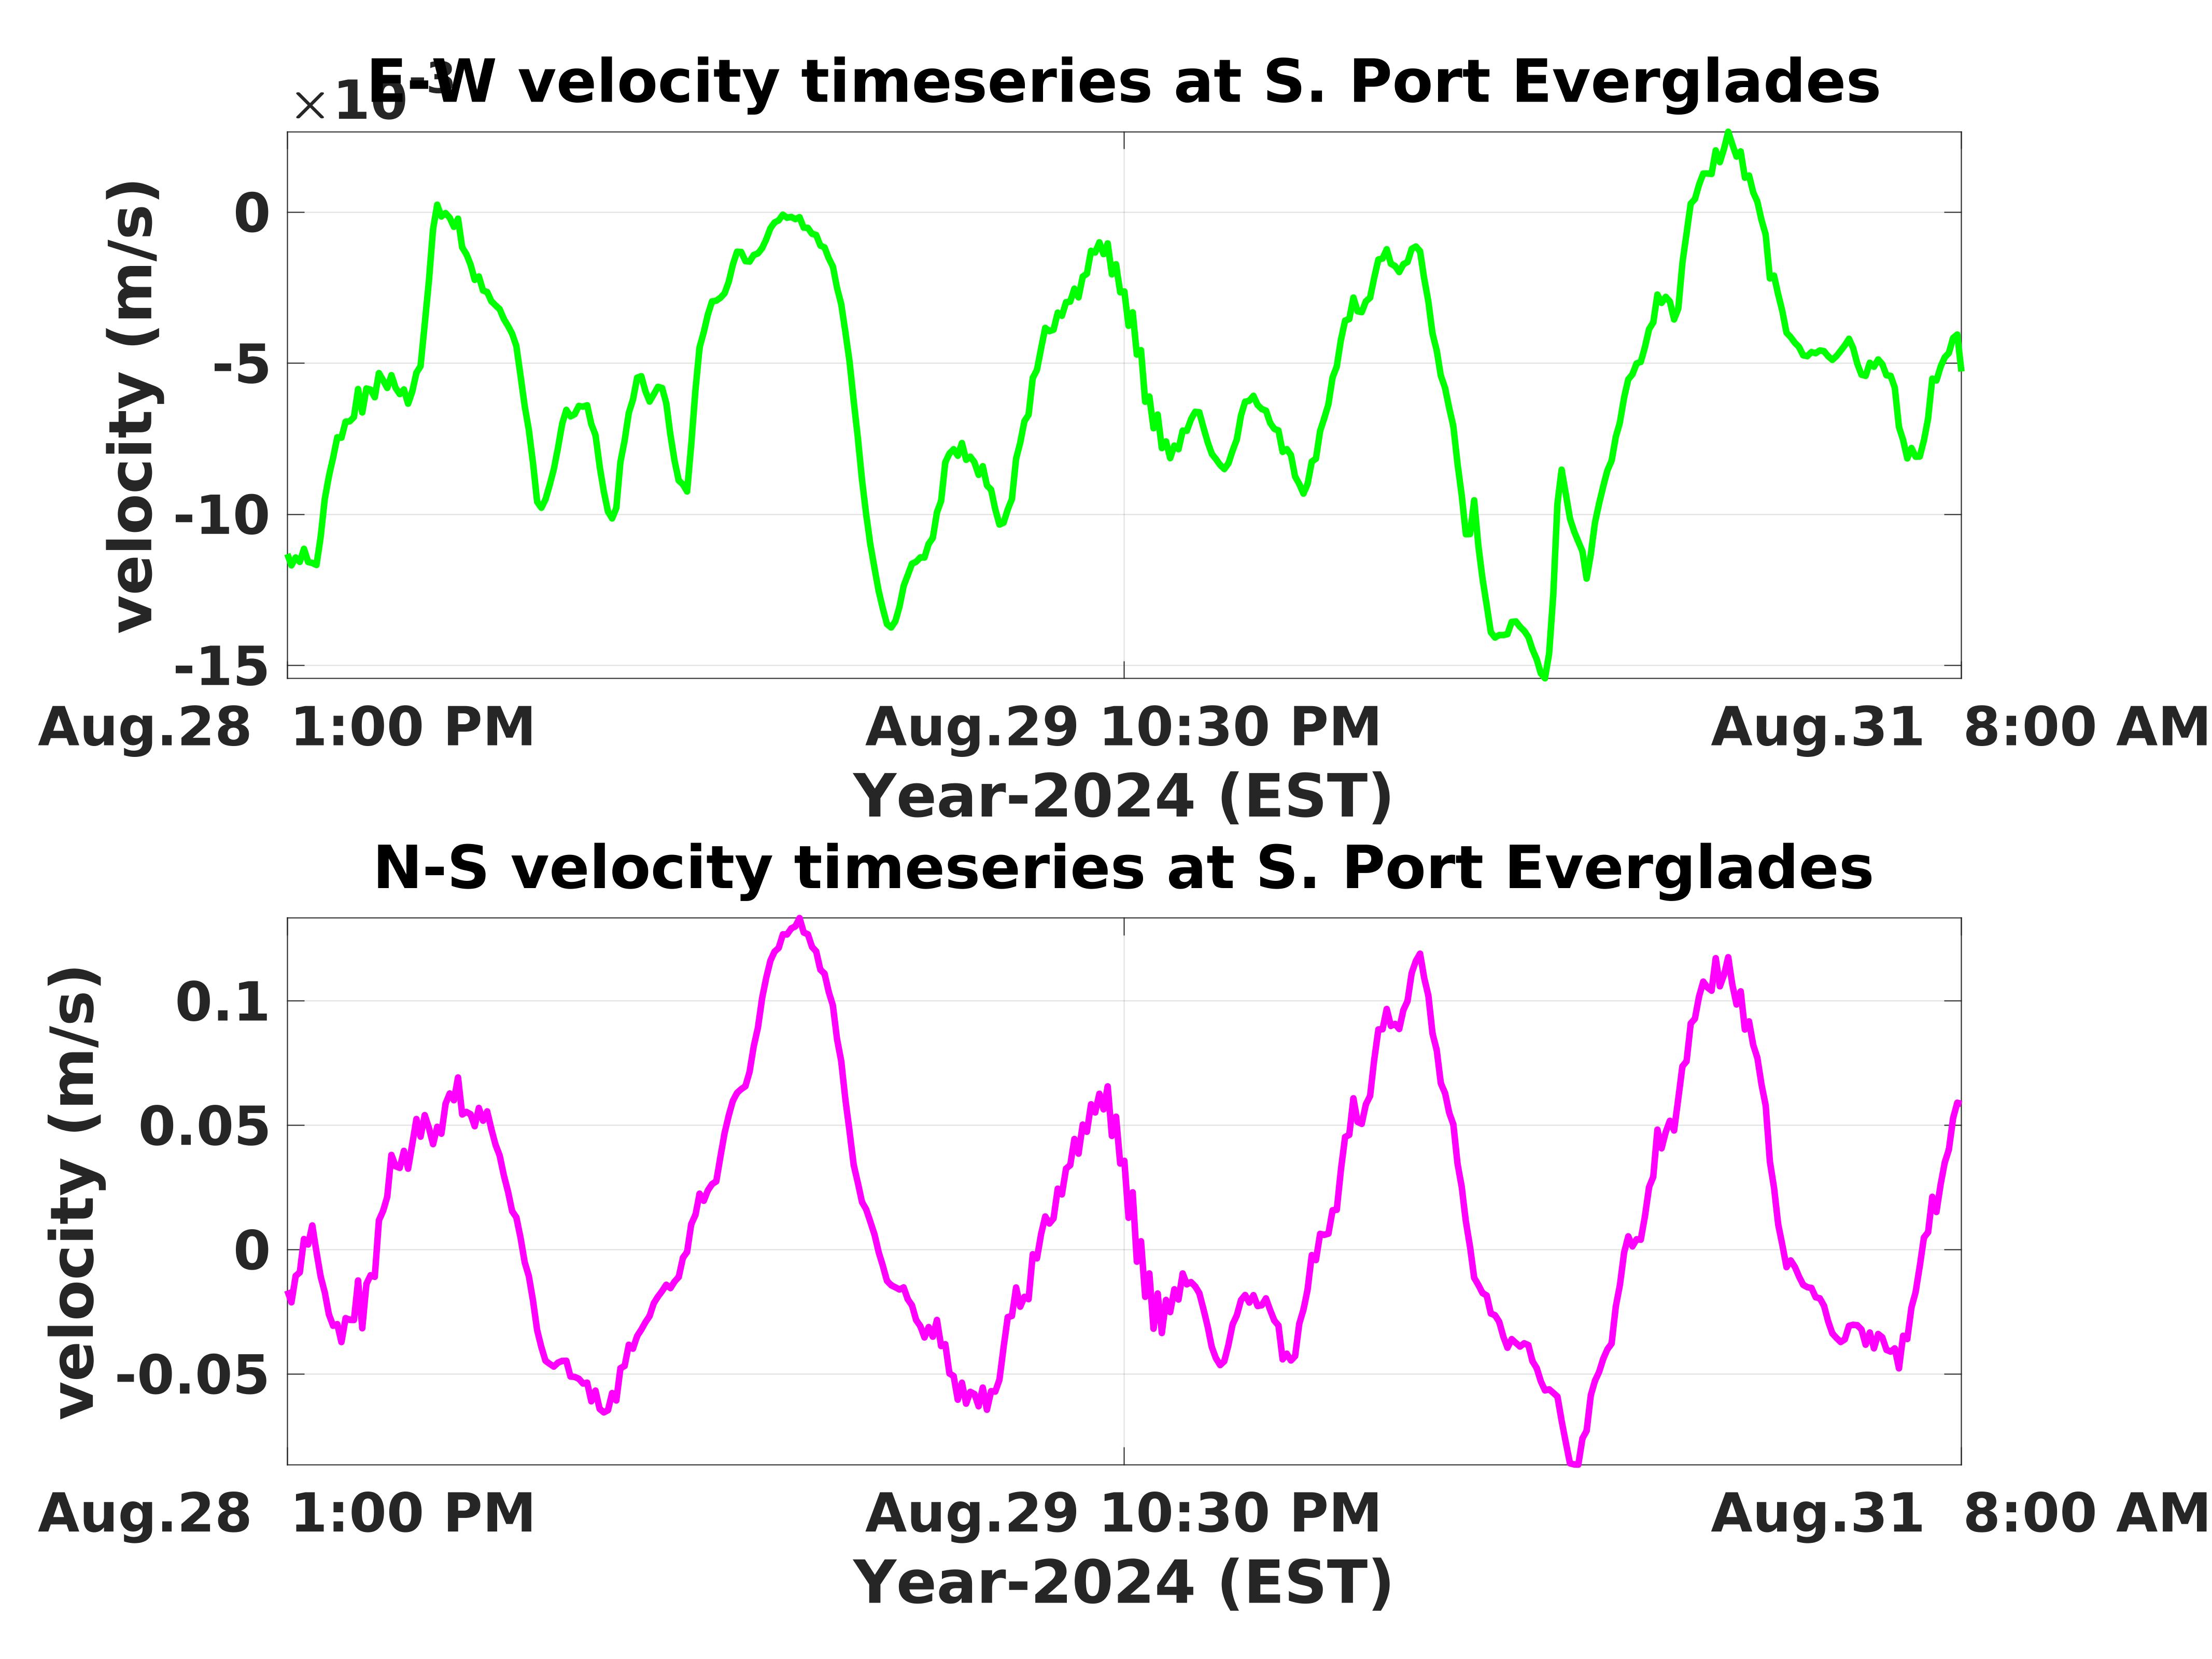 E-W velocity timeseries at S. Port Everglades
×10-3
velocity (m/s)
0
-5
-10
-15
Aug.28 1:00 PM Aug.29 10:30 PM Aug.31 8:00 AM
Year-2024 (EST)
N-S velocity timeseries at S. Port Everglades
velocity (m/s)
0.1
0.05
0
-0.05
Aug.28 1:00 PM Aug.29 10:30 PM Aug.31 8:00 AM
Year-2024 (EST)